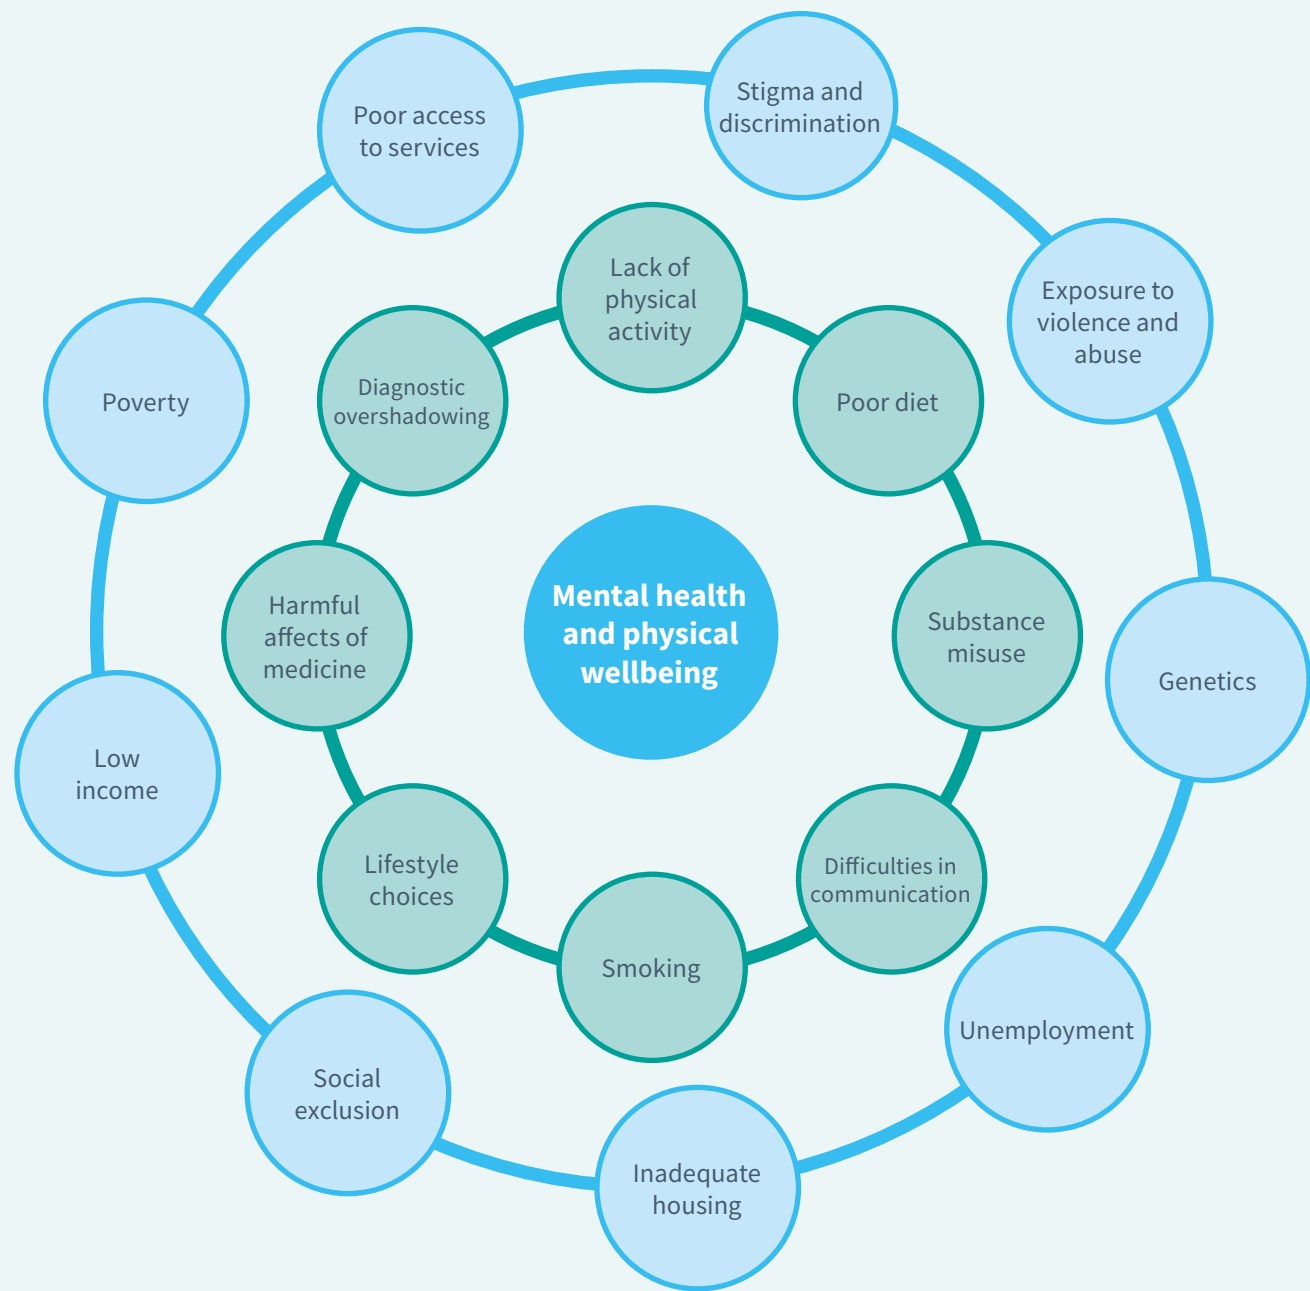 Stigma and
discrimination
Poor access
to services
Exposure to
violence and
abuse
Poverty
Genetics
Low
income
Unemployment
Social
exclusion
Inadequate
housing
Lack of
physical
activity
Diagnostic
overshadowing
Poor diet
Harmful
affects of
medicine
Substance
misuse
Lifestyle
choices
Difficulties in
communication
Smoking
Mental health
and physical
wellbeing